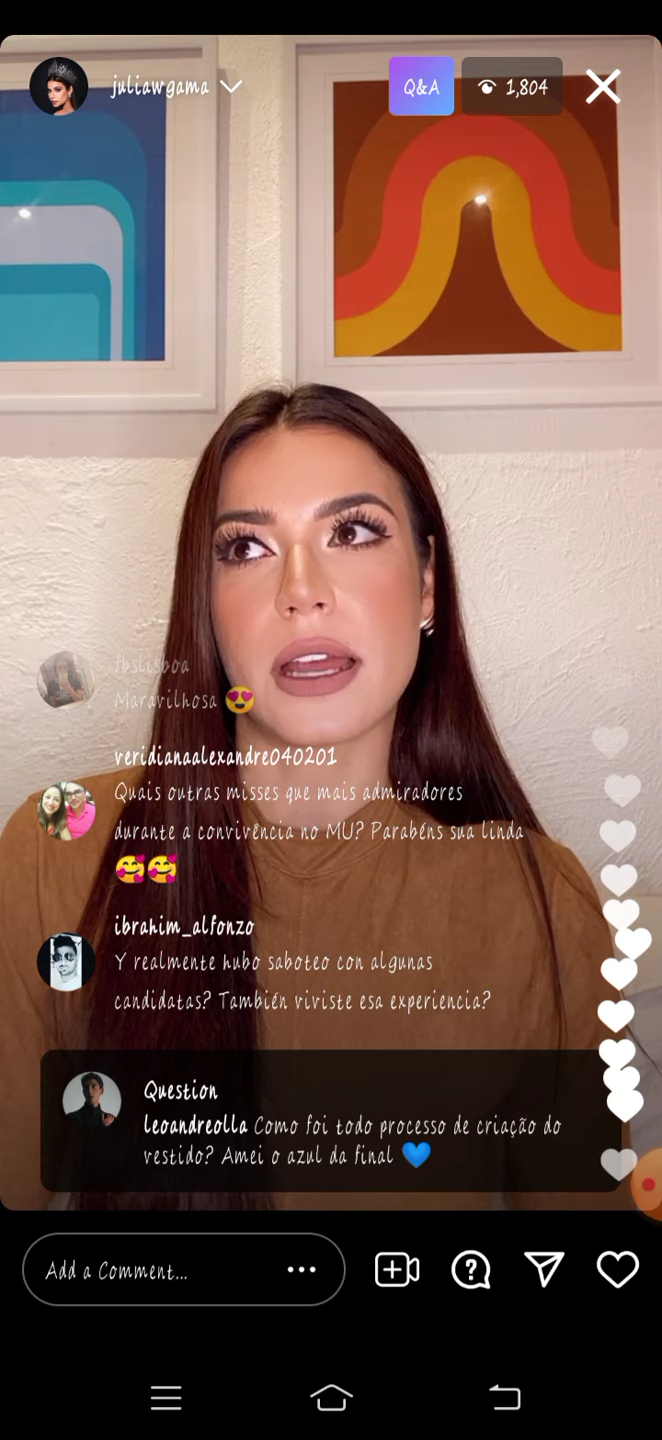 juliawgama
Q&A
1,804
lbslisboa
Maravilhosa 😍
veridianaalexandre040201
Quais outras misses que mais admiradores
durante a convivência no MU? Parabéns sua linda
🥰🥰
ibrahim_alfonzo
Y realmente hubo saboteo con algunas
candidatas? También viviste esa experiencia?
Question
leoandreolla Como foi todo processo de criação do
vestido? Amei o azul da final 💙
Add a Comment...